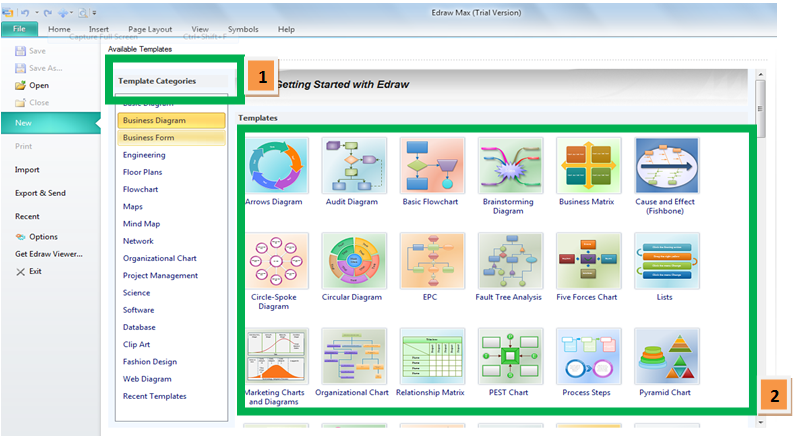 Edraw Max (Trial Version)
File Home Insert Page Layout View Symbols Help
Capture Full Screen Ctrl+Shift+F
Save
Save As...
Open
Close
New
Print
Import
Export & Send
Recent
Options
Get Edraw Viewer...
Exit
Available Templates
Template Categories
1
Basic Diagram
Business Diagram
Business Form
Engineering
Floor Plans
Flowchart
Maps
Mind Map
Network
Organizational Chart
Project Management
Science
Software
Database
Clip Art
Fashion Design
Web Diagram
Recent Templates
Getting Started with Edraw
Templates
Arrows Diagram
Audit Diagram
Basic Flowchart
Brainstorming
Diagram
Business Matrix
Cause and Effect
(Fishbone)
Circle-Spoke
Diagram
Circular Diagram
EPC
Fault Tree Analysis
Five Forces Chart
Lists
Marketing Charts
and Diagrams
Organizational Chart
Relationship Matrix
PEST Chart
Process Steps
Pyramid Chart
2